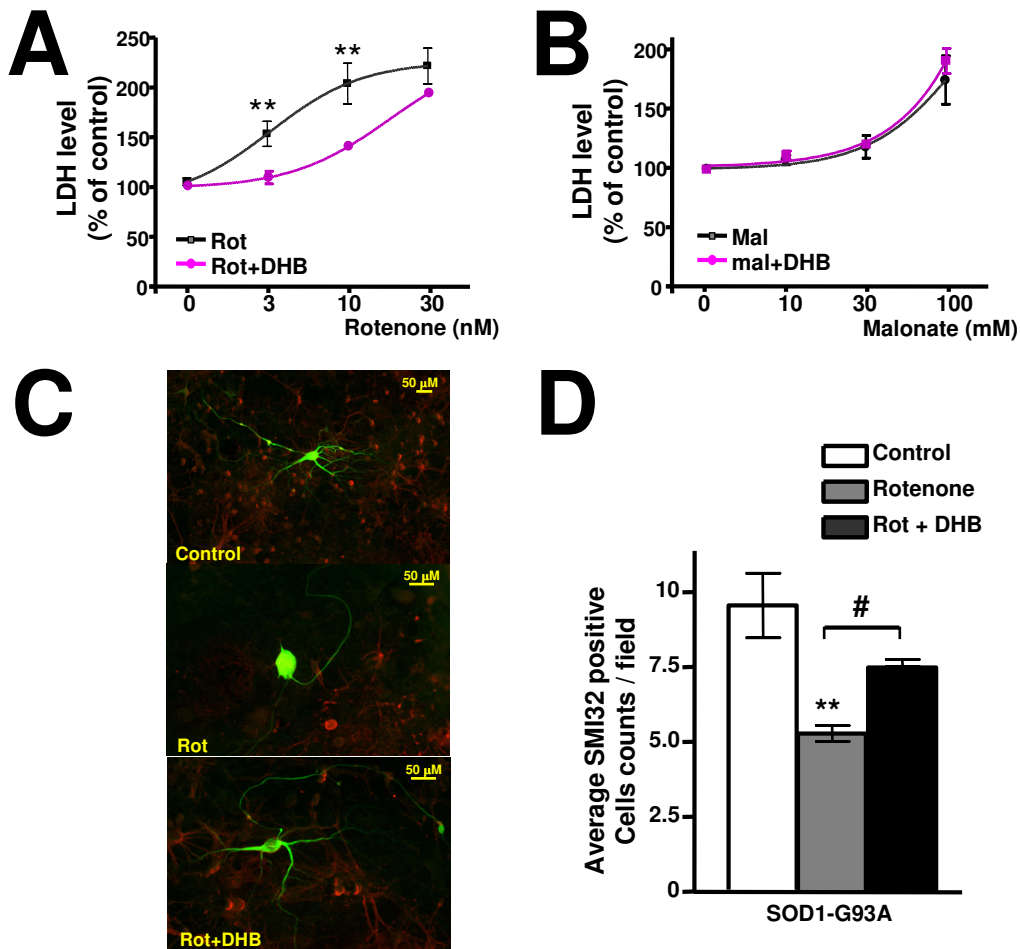 A
LDH level
(% of control)
250
200
150
100
50
0
**
**
Rot
Rot+DHB
0 3 10 30
Rotenone (nM)
B
LDH level
(% of control)
200
150
100
50
0
Mal
mal+DHB
0 10 30 100
Malonate (mM)
C
50 µM
Control
50 µM
Rot
50 µM
Rot+DHB
D
Control
Rotenone
Rot + DHB
Average SMI32 positive
Cells counts / field
10
7.5
5.0
2.5
0
#
**
SOD1-G93A